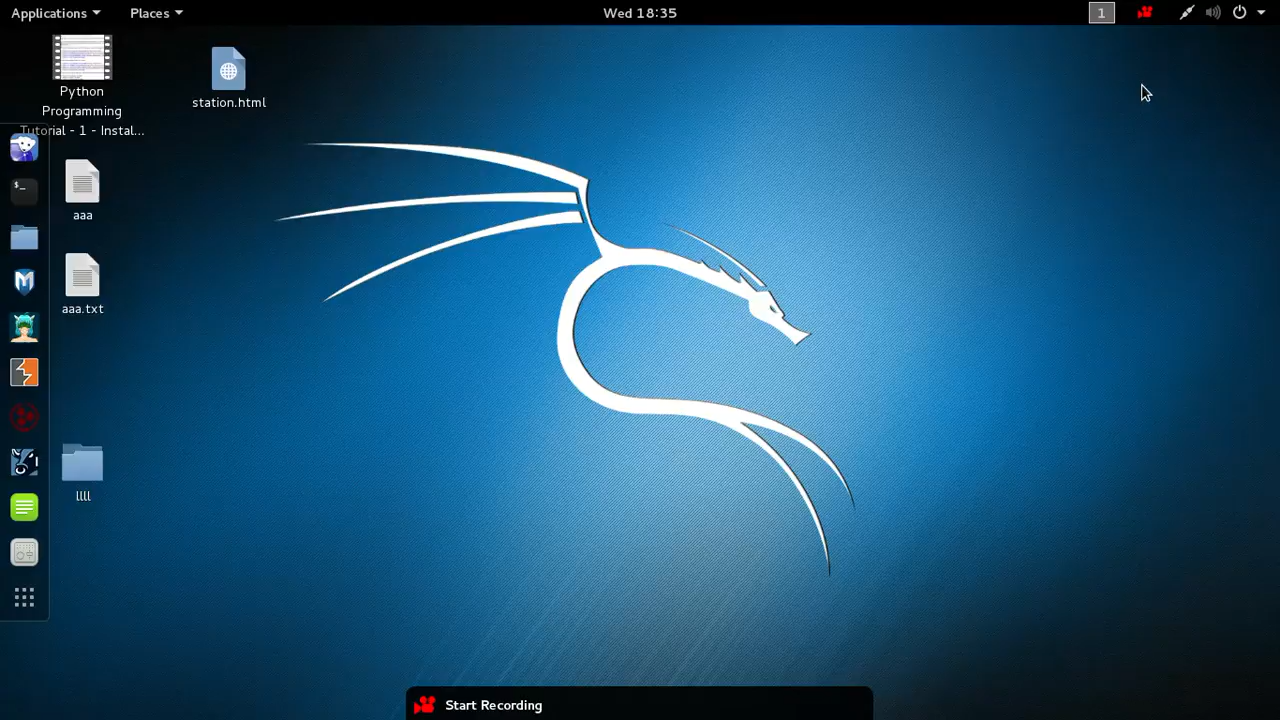 Applications
Places
Wed 18:35
1
Python
Programming
Tutorial - 1 - Instal...
station.html
aaa
aaa.txt
llll
Start Recording